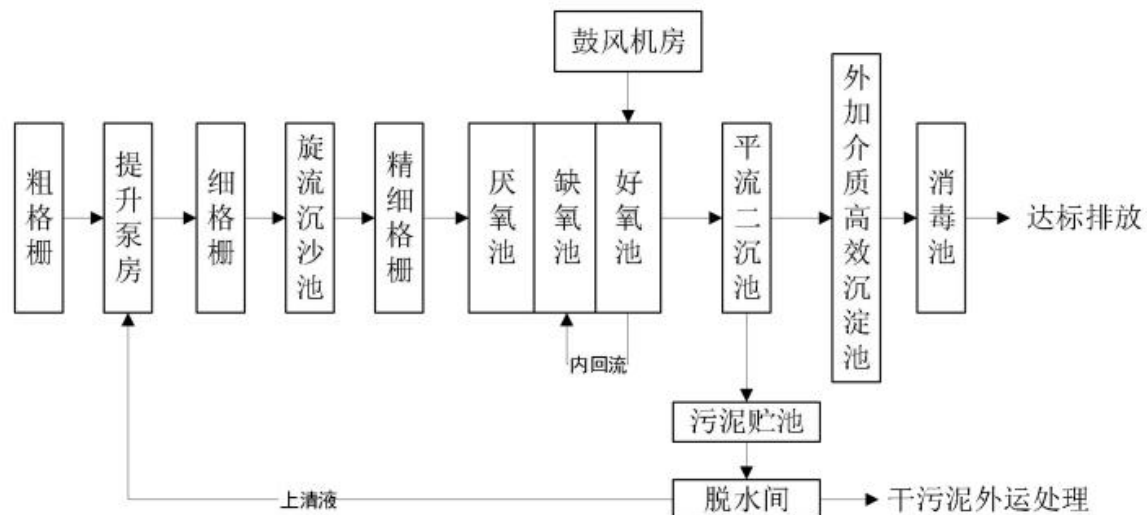 鼓风机房
粗格栅
提升泵房
细格栅
旋流沉沙池
精细格栅
厌氧池
缺氧池
好氧池
平流二沉池
外加介质高效沉淀池
消毒池
达标排放
内回流
污泥贮池
上清液
脱水间
干污泥外运处理